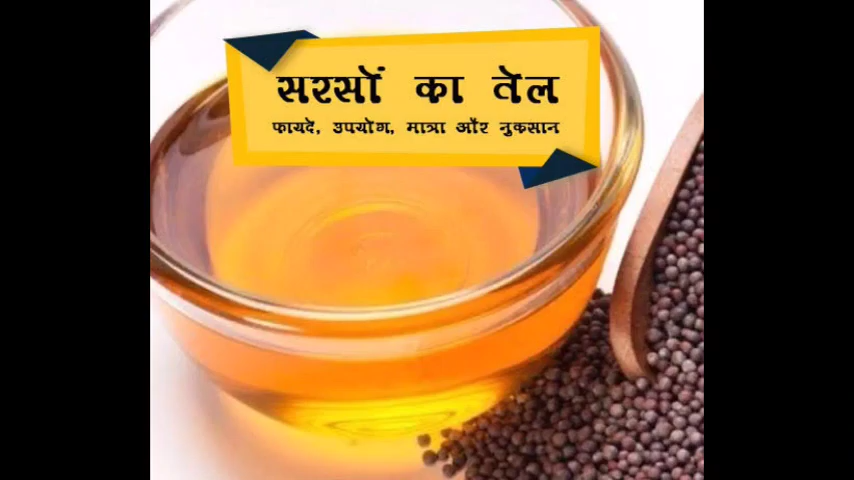 सरसों का तेल
फायदे, उपयोग, मात्रा और नुकसान